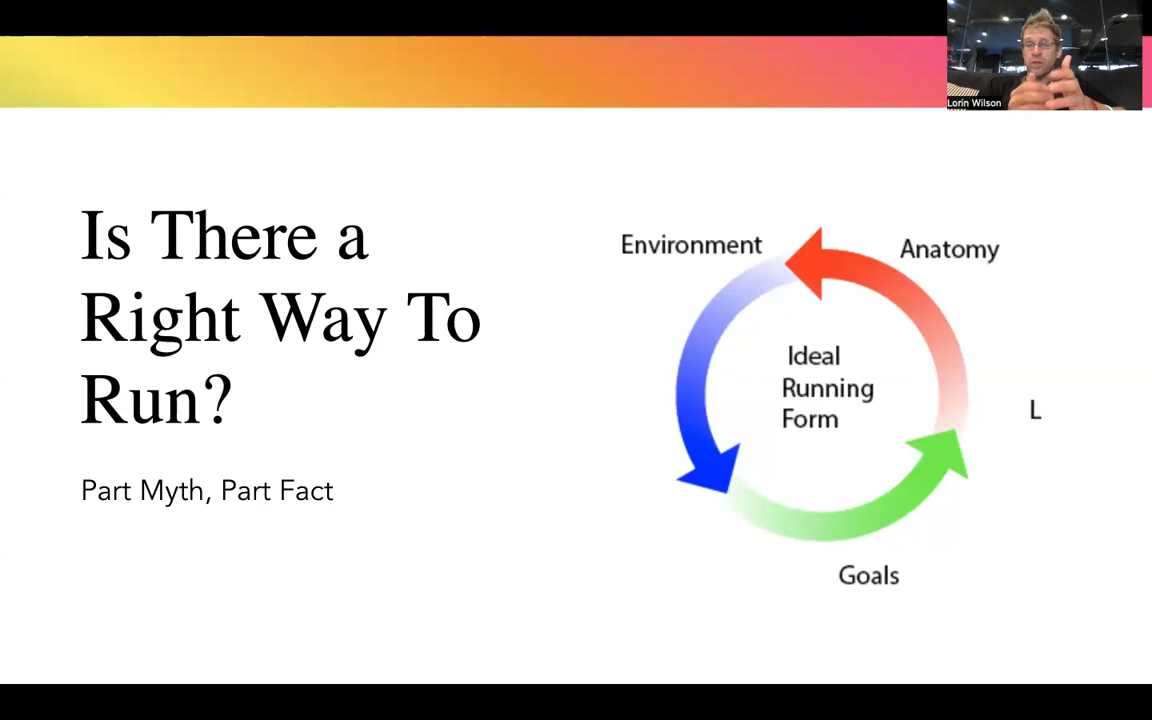 Lorin Wilson
Is There a
Right Way To
Run?
Part Myth, Part Fact
Environment
Anatomy
Ideal
Running
Form
L
Goals